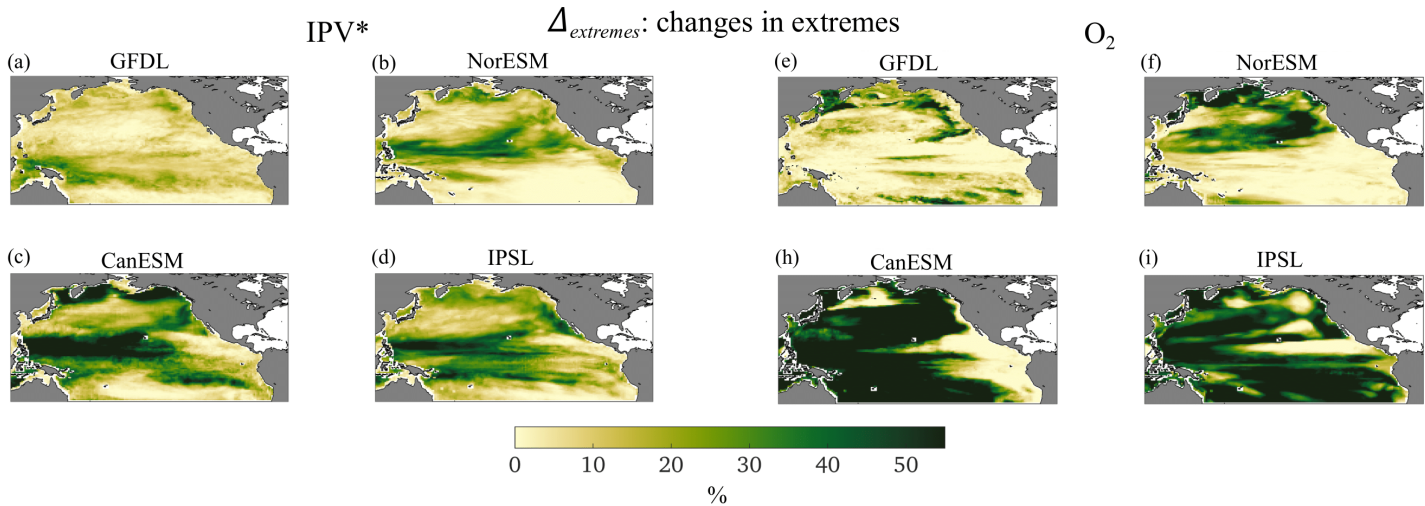 Δextremes: changes in extremes
IPV*
O₂
(a)
GFDL
(b)
NorESM
(e)
GFDL
(f)
NorESM
(c)
CanESM
(d)
IPSL
(h)
CanESM
(i)
IPSL
0 10 20 30 40 50
%